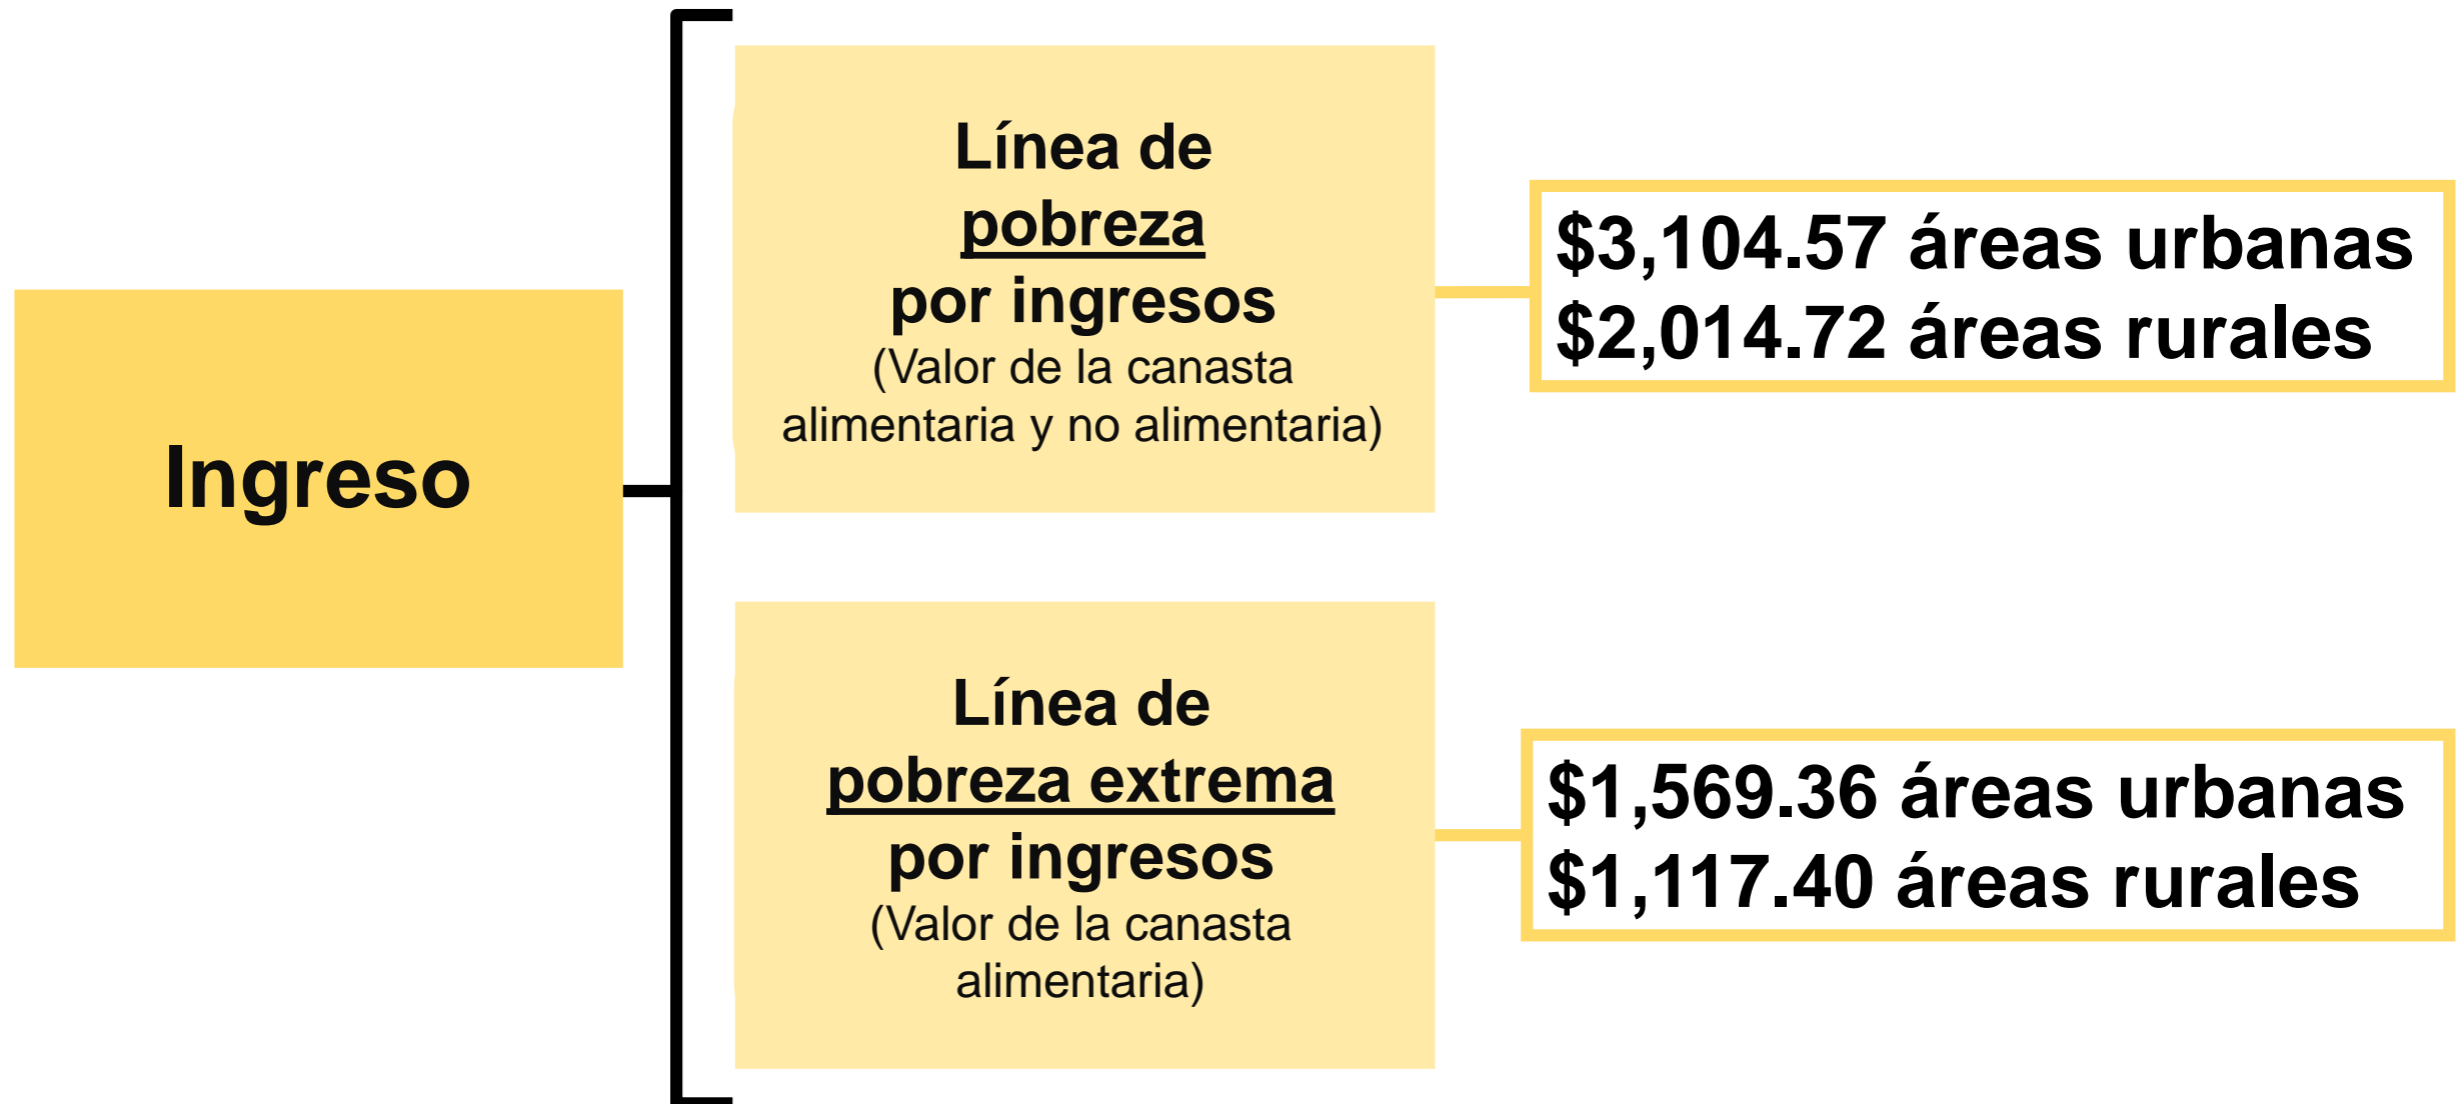 Ingreso
Línea de
pobreza
por ingresos
(Valor de la canasta
alimentaria y no alimentaria)
$3,104.57 áreas urbanas
$2,014.72 áreas rurales
Línea de
pobreza extrema
por ingresos
(Valor de la canasta
alimentaria)
$1,569.36 áreas urbanas
$1,117.40 áreas rurales